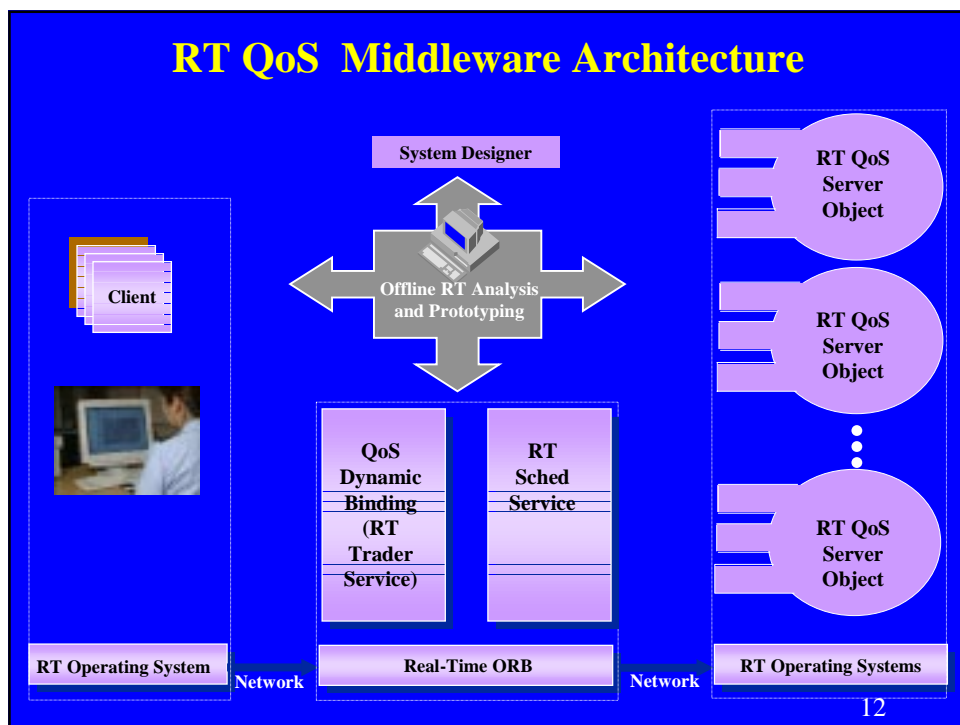 RT QoS  Middleware Architecture
System Designer
Offline RT Analysis
and Prototyping
Client
RT QoS
Server
Object
RT QoS
Server
Object
RT QoS
Server
Object
QoS
Dynamic
Binding
(RT
Trader
Service)
RT
Sched
Service
RT Operating System
Network
Real-Time ORB
Network
RT Operating Systems
12